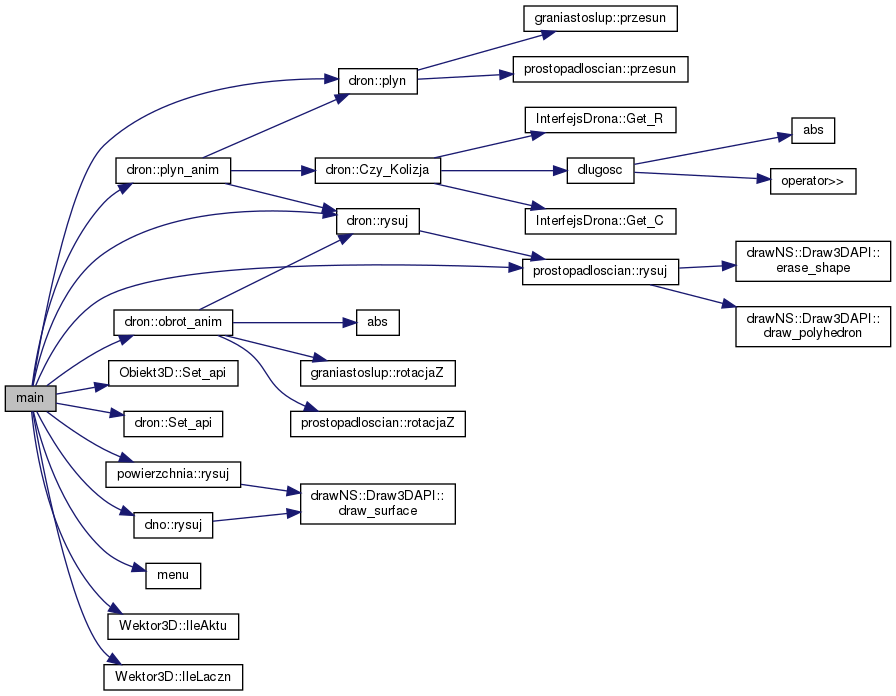 graniastoslup::przesun
prostopadloscian::przesun
dron::plyn
InterfejsDrona::Get_R
abs
dron::plyn_anim
dron::Czy_Kolizja
dlugosc
operator>>
InterfejsDrona::Get_C
dron::rysuj
drawNS::Draw3DAPI::
erase_shape
prostopadloscian::rysuj
drawNS::Draw3DAPI::
draw_polyhedron
dron::obrot_anim
abs
Obiekt3D::Set_api
graniastoslup::rotacjaZ
main
dron::Set_api
prostopadloscian::rotacjaZ
powierzchnia::rysuj
drawNS::Draw3DAPI::
draw_surface
dno::rysuj
menu
Wektor3D::IleAktu
Wektor3D::IleLaczn